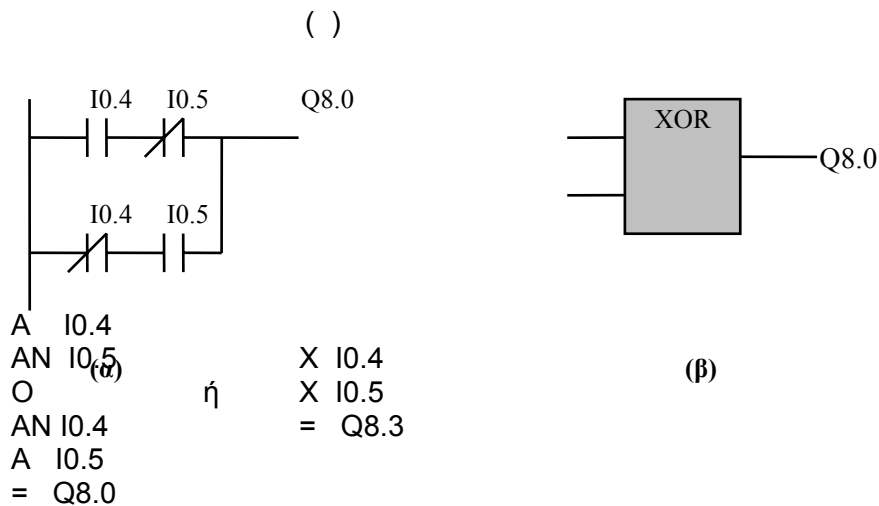 ( )
I0.4 I0.5 Q8.0
XOR
Q8.0
I0.4 I0.5
A I0.4
AN I0.5
(α)
O
AN I0.4
A I0.5
= Q8.0
ή
X I0.4
X I0.5
= Q8.3
(β)